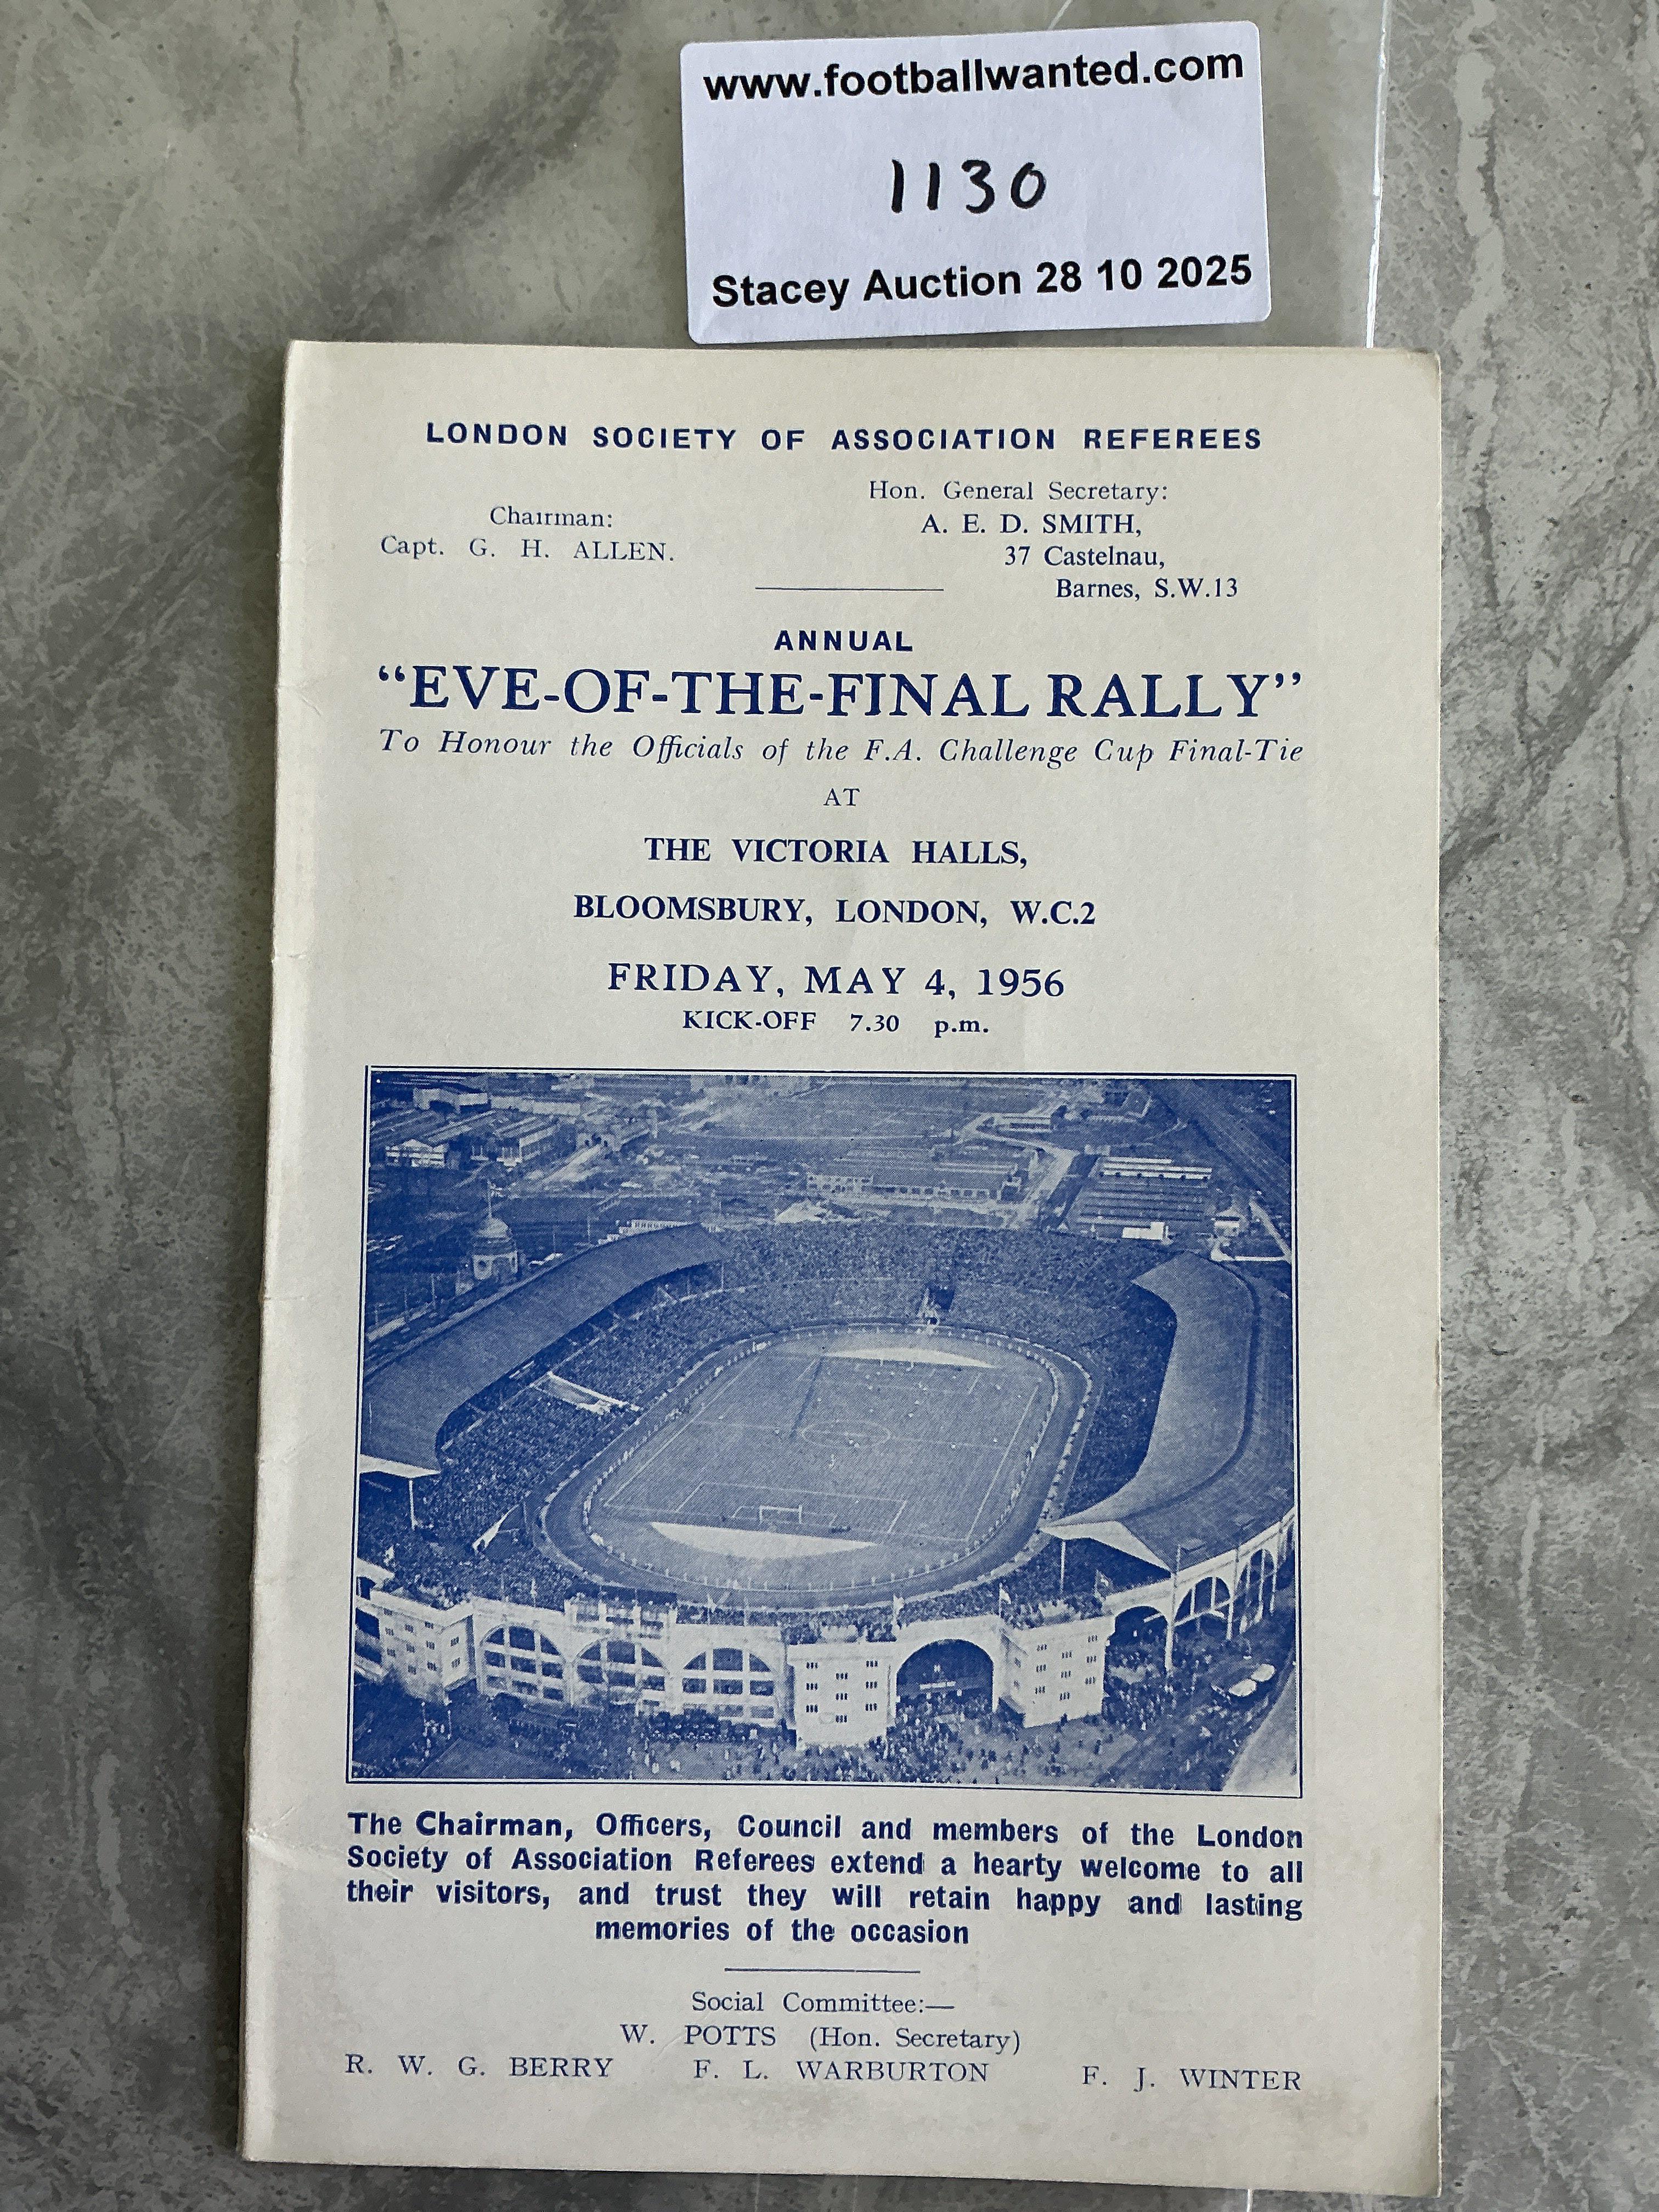 www.footballwanted.com
1130
Stacey Auction 28 10 2025
LONDON SOCIETY OF ASSOCIATION REFEREES
Chairman:
Capt. G. H. ALLEN.
Hon. General Secretary:
A. E. D. SMITH,
37 Castelnau,
Barnes, S.W.13
ANNUAL
“EVE-OF-THE-FINAL RALLY”
To Honour the Officials of the F.A. Challenge Cup Final-Tie
AT
THE VICTORIA HALLS,
BLOOMSBURY, LONDON, W.C.2
FRIDAY, MAY 4, 1956
KICK-OFF 7.30 p.m.
The Chairman, Officers, Council and members of the London
Society of Association Referees extend a hearty welcome to all
their visitors, and trust they will retain happy and lasting
memories of the occasion
Social Committee:—
W. POTTS (Hon. Secretary)
R. W. G. BERRY F. L. WARBURTON F. J. WINTER